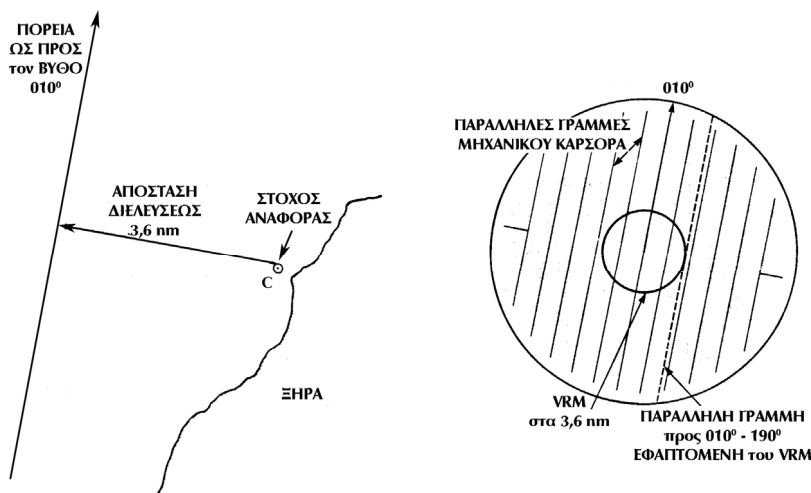 ΠΟΡΕΙΑ
ΩΣ ΠΡΟΣ
τον ΒΥΘΟ
010⁰
ΑΠΟΣΤΑΣΗ
ΔΙΕΛΕΥΣΕΩΣ
3,6 nm
ΣΤΟΧΟΣ
ΑΝΑΦΟΡΑΣ
C
ΞΗΡΑ
010⁰
ΠΑΡΑΛΛΗΛΕΣ ΓΡΑΜΜΕΣ
ΜΗΧΑΝΙΚΟΥ ΚΑΡΣΟΡΑ
VRM
στα 3,6 nm
ΠΑΡΑΛΛΗΛΗ ΓΡΑΜΜΗ
προς 010⁰ - 190⁰
ΕΦΑΠΤΟΜΕΝΗ του VRM